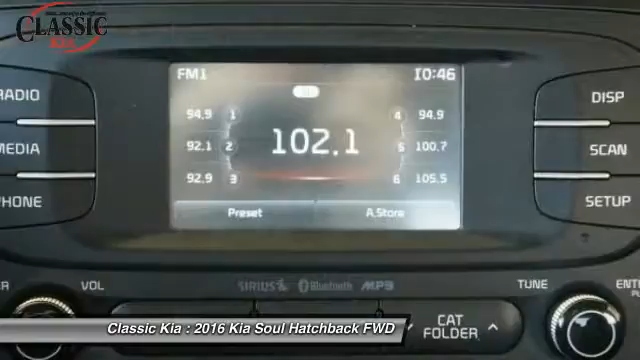 CLASSIC
KIA
FM1 10:46
RADIO
MEDIA
PHONE
94.9 1
92.1 2
92.9 3
102.1
4 94.9
5 100.7
6 105.5
Preset A.Store
DISP
SCAN
SETUP
VOL
SIRIUS Bluetooth MP3
TUNE
CAT
FOLDER
Classic Kia : 2016 Kia Soul Hatchback FWD